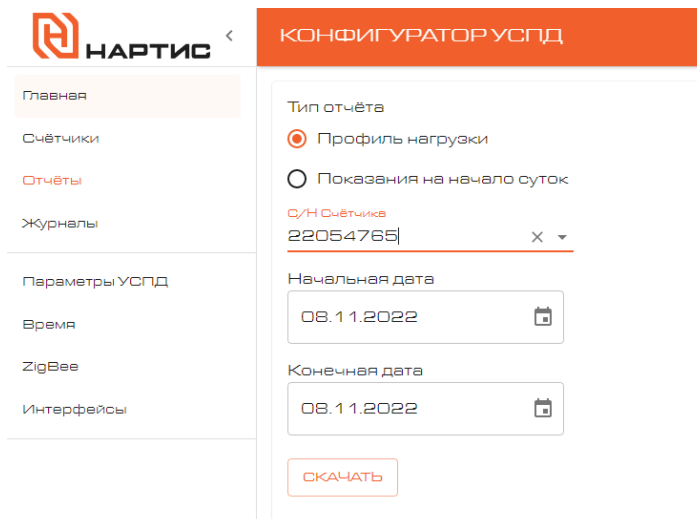 НАРТИС
КОНФИГУРАТОР УСПД
Главная
Счётчики
Отчёты
Журналы
Параметры УСПД
Время
ZigBee
Интерфейсы
Тип отчёта
Профиль нагрузки
Показания на начало суток
С/Н Счётчика
22054765
Начальная дата
08.11.2022
Конечная дата
08.11.2022
СКАЧАТЬ